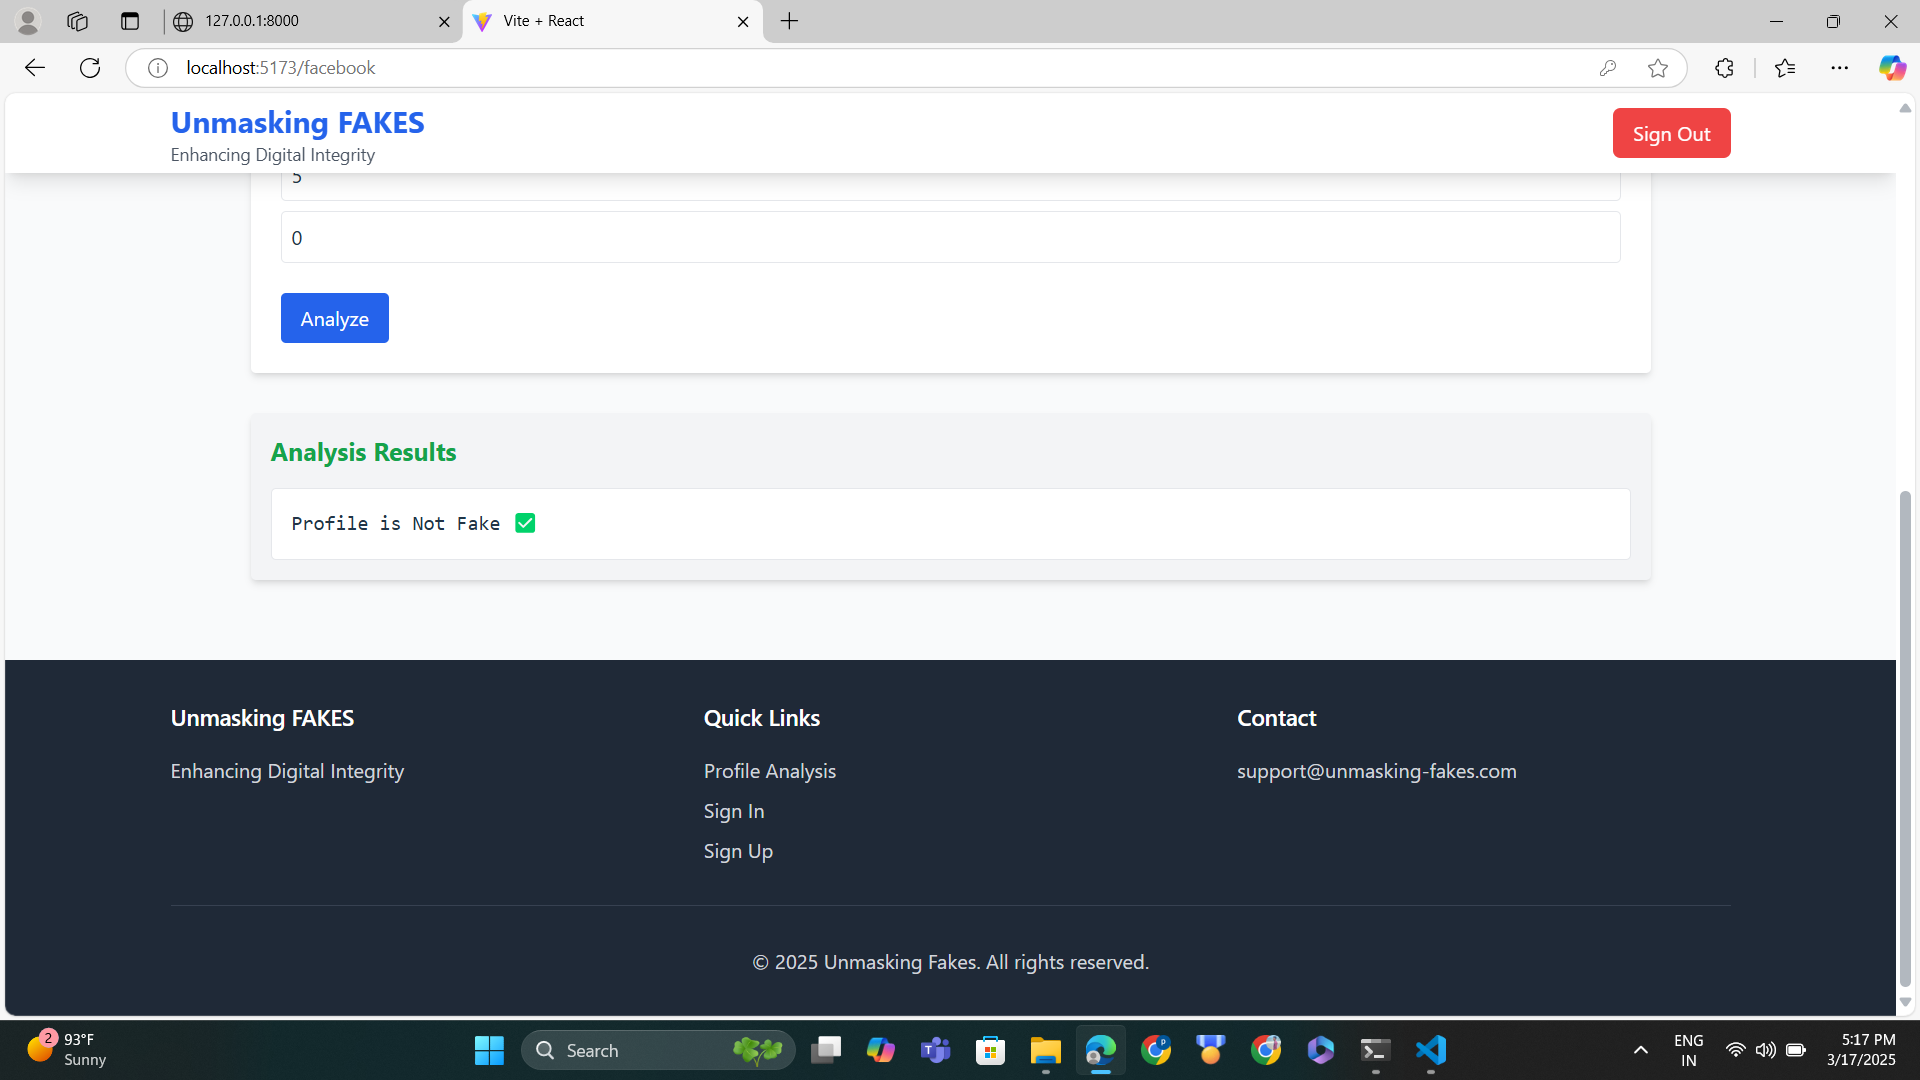 127.0.0.1:8000
Vite + React
localhost:5173/facebook
Unmasking FAKES
Enhancing Digital Integrity
Sign Out
5
0
Analyze
Analysis Results
Profile is Not Fake ✅
Unmasking FAKES
Enhancing Digital Integrity
Quick Links
Profile Analysis
Sign In
Sign Up
Contact
support@unmasking-fakes.com
© 2025 Unmasking Fakes. All rights reserved.
2
93°F
Sunny
Search
ENG
IN
5:17 PM
3/17/2025